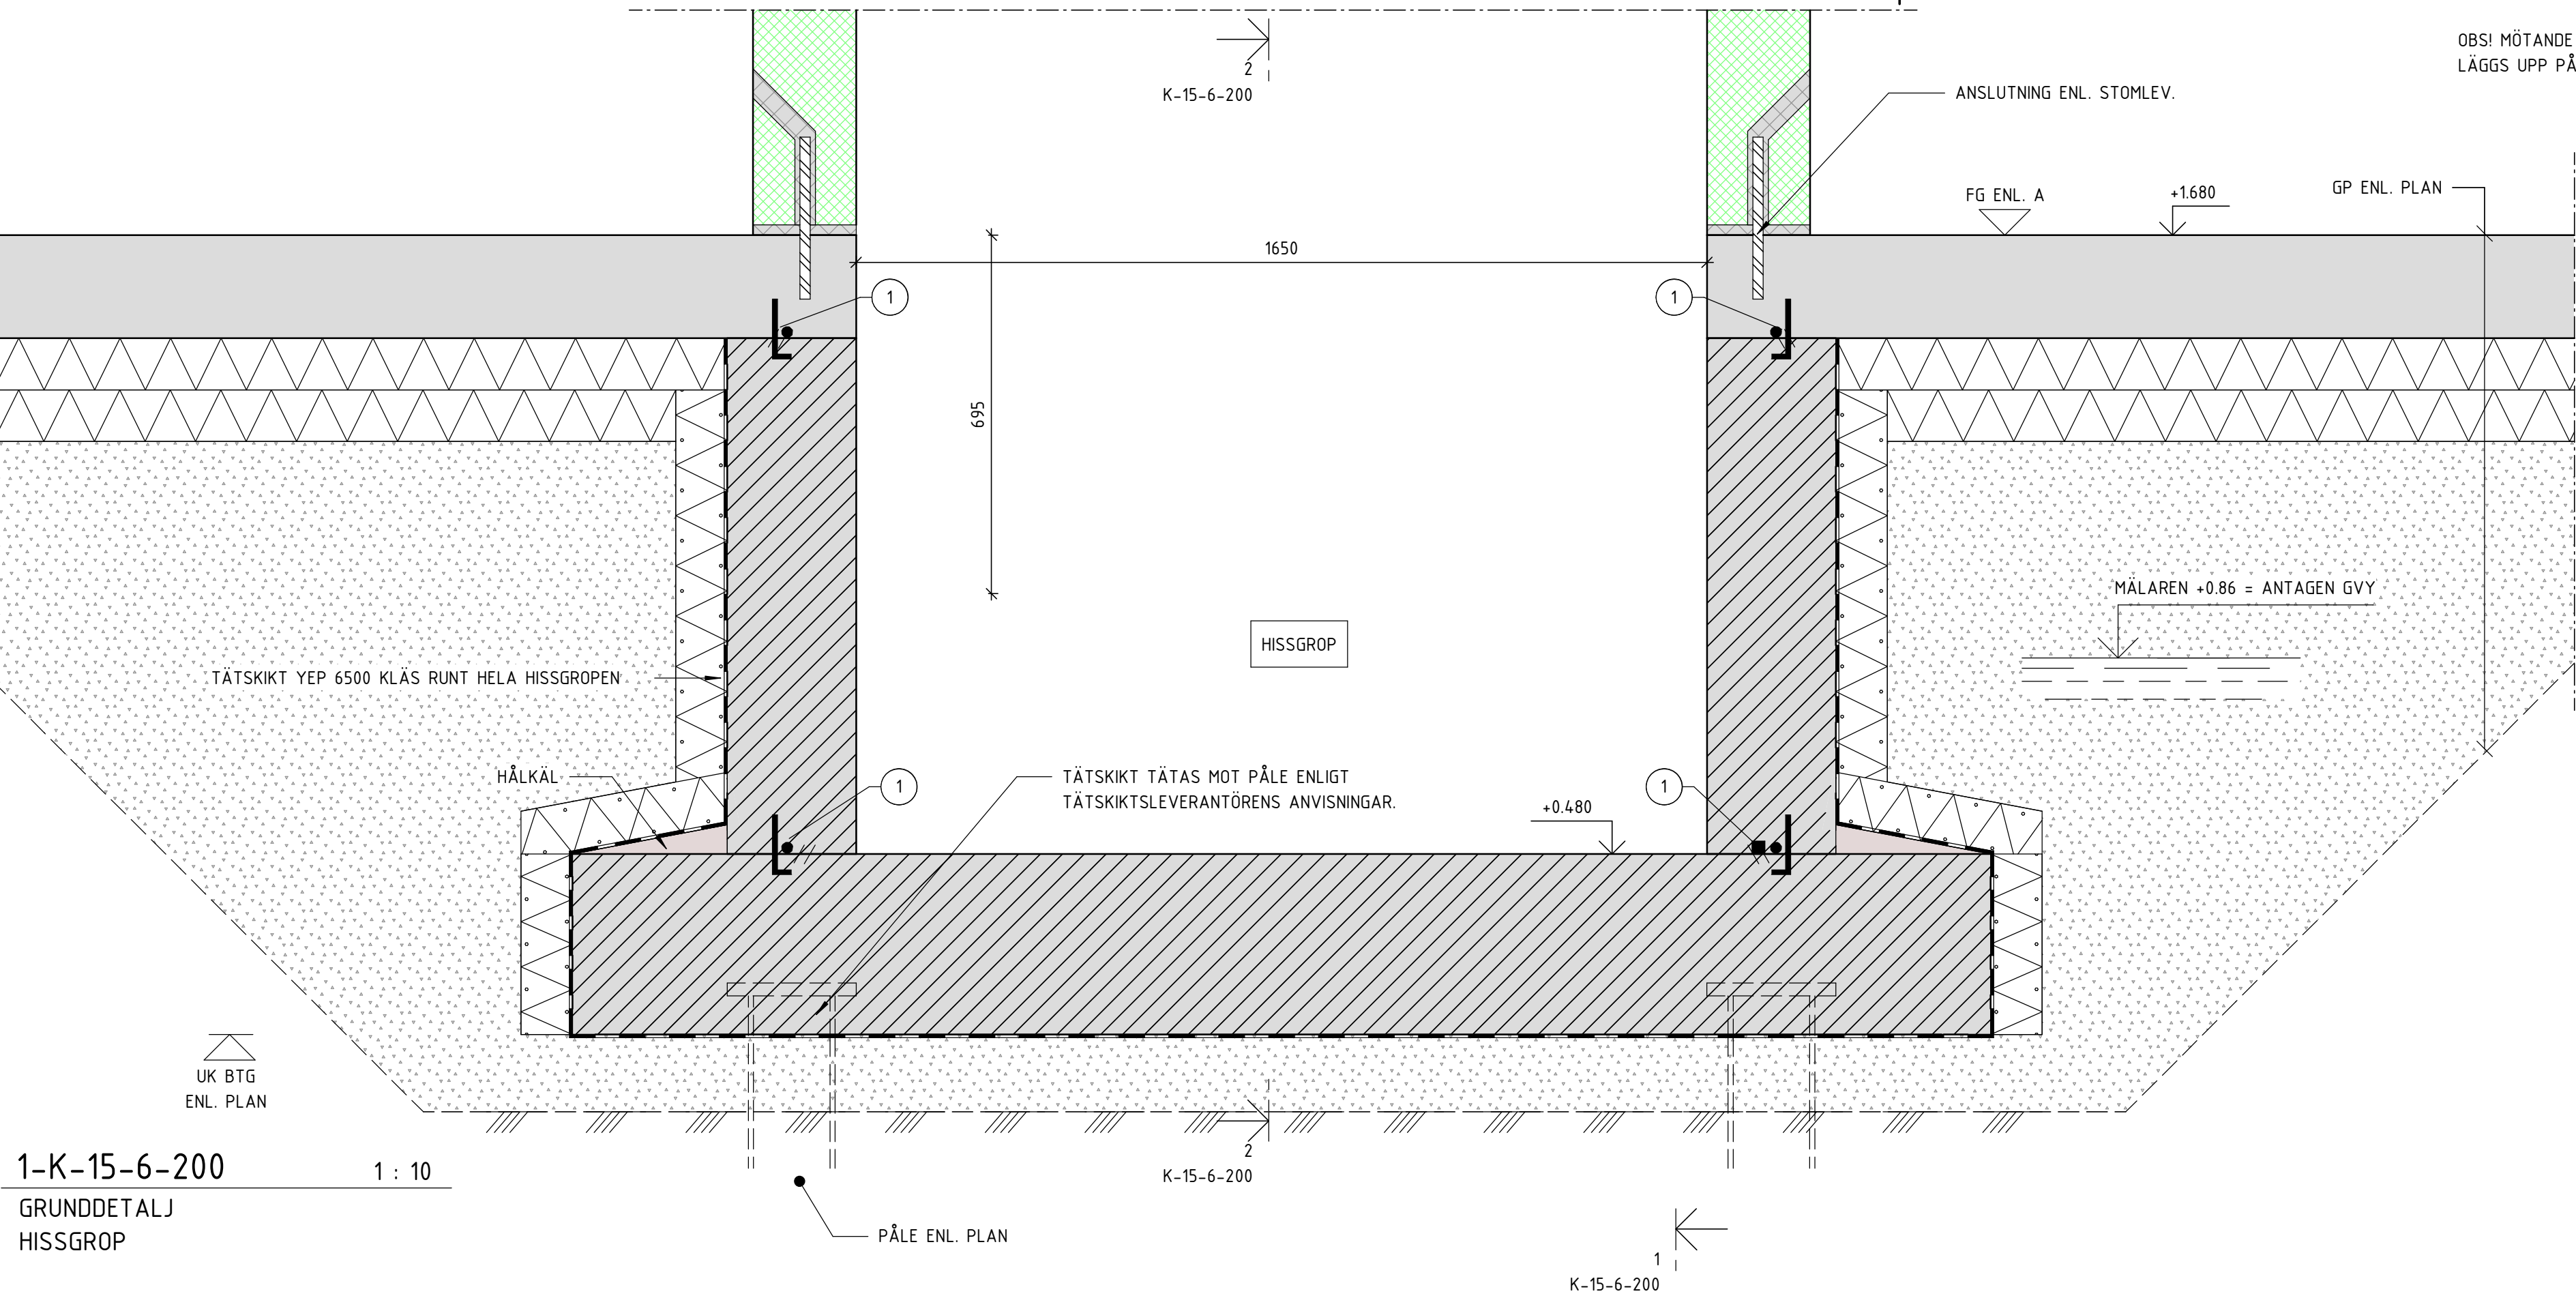 OBS! MÖTANDE
LÄGGS UPP PÅ
2
K-15-6-200
ANSLUTNING ENL. STOMLEV.
FG ENL. A
+1.680
GP ENL. PLAN
1650
1
1
695
MÄLAREN +0.86 = ANTAGEN GVY
HISSGROP
TÄTSKIKT YEP 6500 KLÄS RUNT HELA HISSGROPEN
HÅLKÄL
1
TÄTSKIKT TÄTAS MOT PÅLE ENLIGT
TÄTSKIKTSLEVERANTÖRENS ANVISNINGAR.
1
+0.480
UK BTG
ENL. PLAN
2
K-15-6-200
1-K-15-6-200
1 : 10
GRUNDDETALJ
HISSGROP
PÅLE ENL. PLAN
1
K-15-6-200